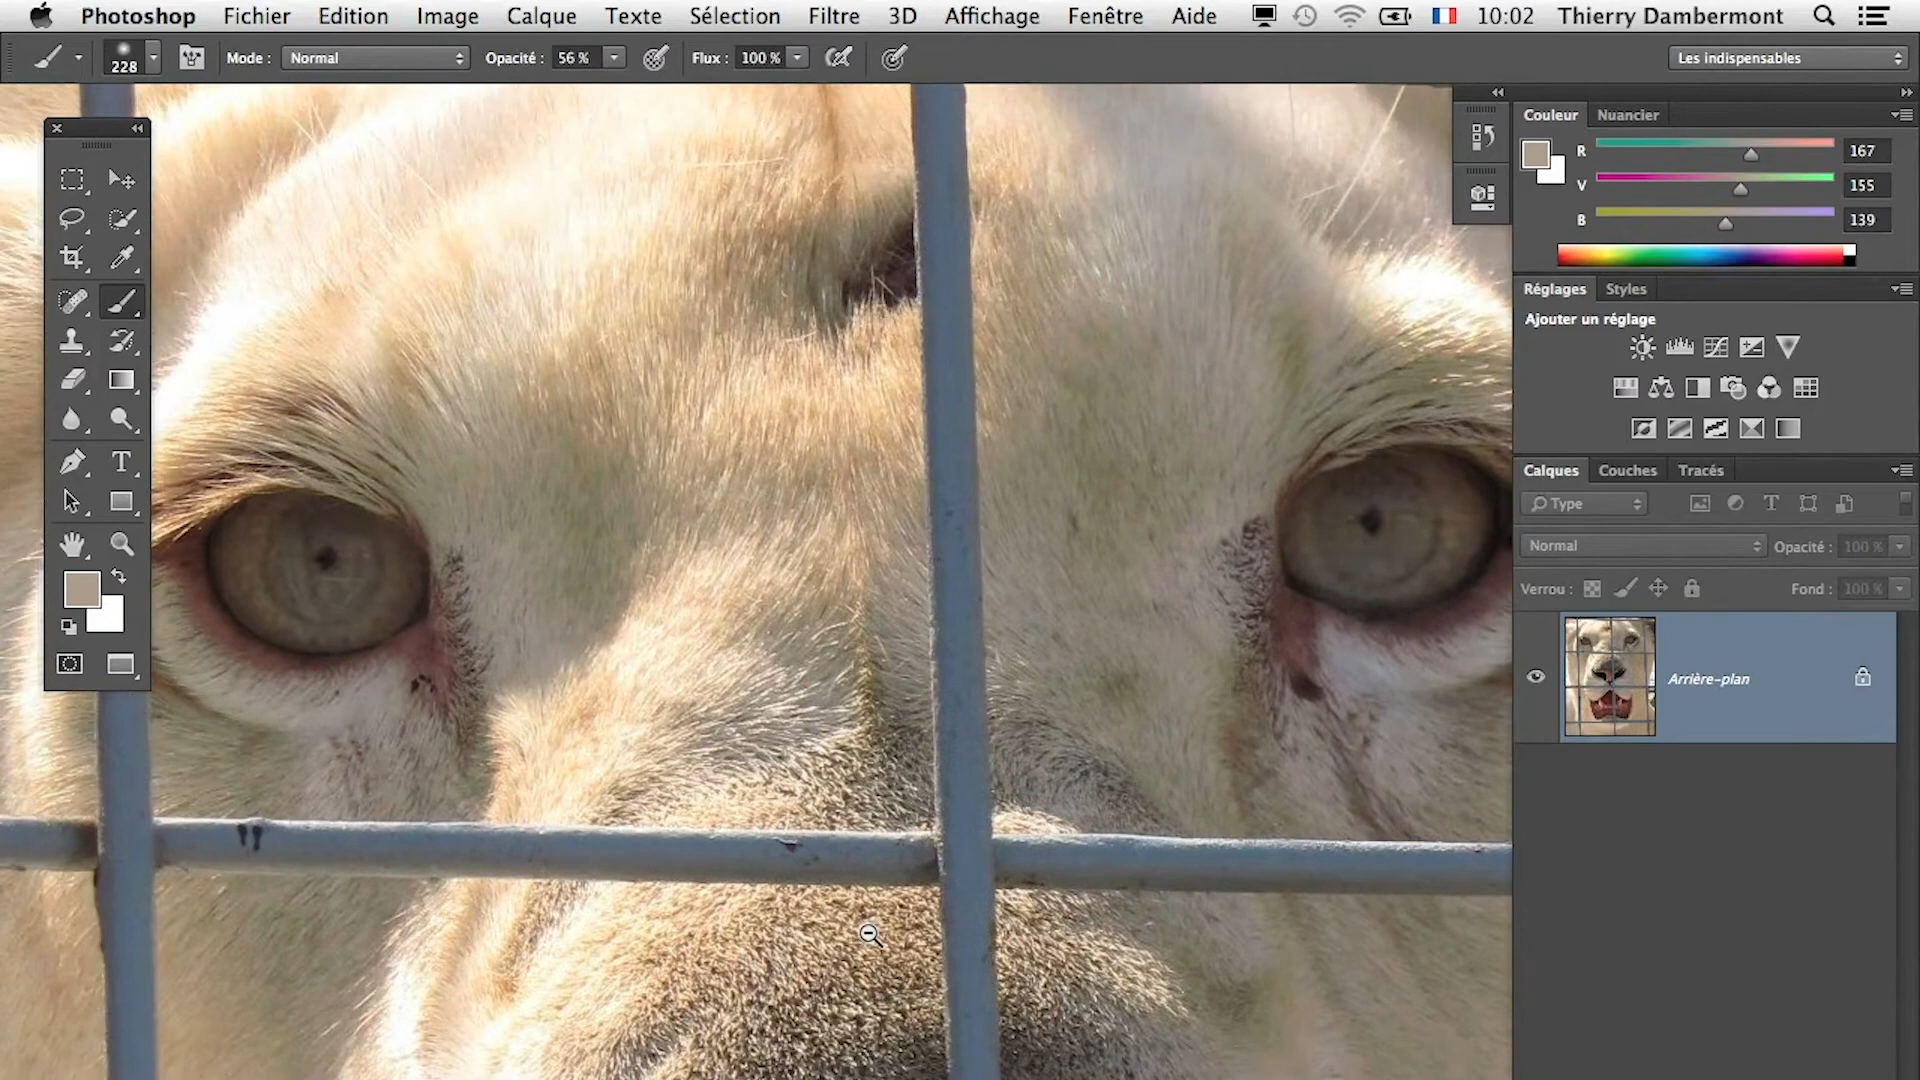 Photoshop Fichier Edition Image Calque Texte Sélection Filtre 3D Affichage Fenêtre Aide 10:02 Thierry Dambermont
228 Mode : Normal Opacité : 56 % Flux : 100 % Les indispensables
Couleur Nuancier
R 167
V 155
B 139
Réglages Styles
Ajouter un réglage
Calques Couches Tracés
Type
Normal Opacité : 100 %
Verrou : Fond : 100 %
Arrière-plan